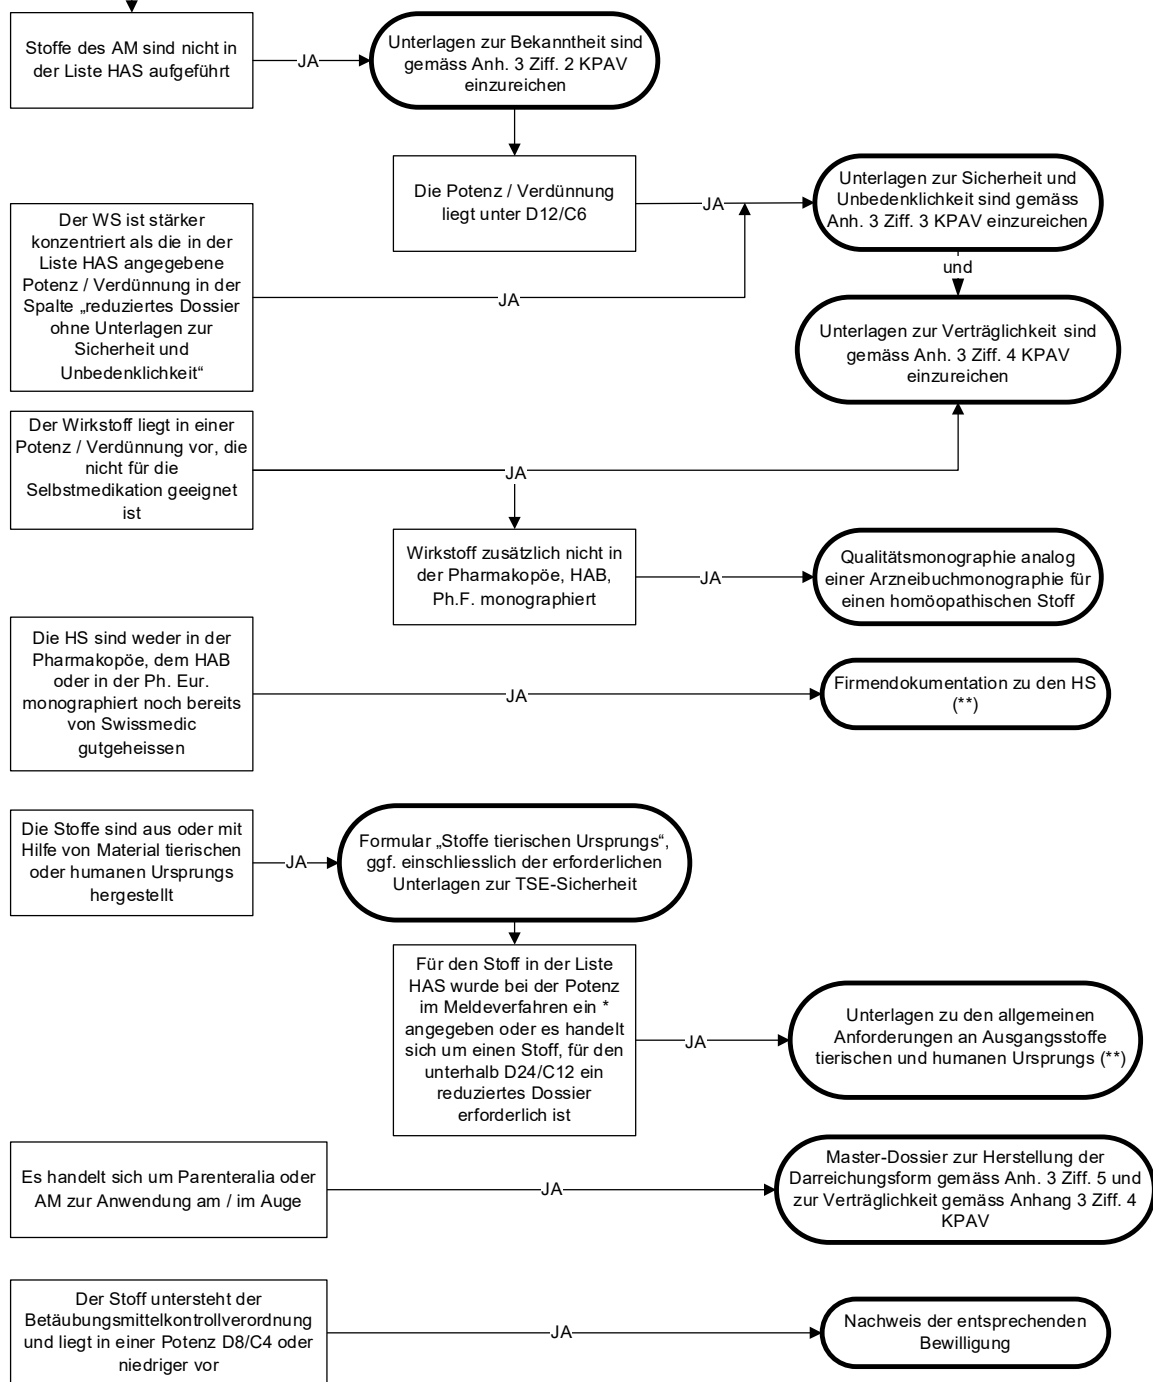 Stoffe des AM sind nicht in
der Liste HAS aufgeführt
JA
Unterlagen zur Bekanntheit sind
gemäss Anh. 3 Ziff. 2 KPAV
einzureichen
Die Potenz / Verdünnung
liegt unter D12/C6
JA
Unterlagen zur Sicherheit und
Unbedenklichkeit sind gemäss
Anh. 3 Ziff. 3 KPAV einzureichen
Der WS ist stärker
konzentriert als die in der
Liste HAS angegebene
Potenz / Verdünnung in der
Spalte „reduziertes Dossier
ohne Unterlagen zur
Sicherheit und
Unbedenklichkeit“
JA
und
Unterlagen zur Verträglichkeit sind
gemäss Anh. 3 Ziff. 4 KPAV
einzureichen
Der Wirkstoff liegt in einer
Potenz / Verdünnung vor, die
nicht für die
Selbstmedikation geeignet
ist
JA
Wirkstoff zusätzlich nicht in
der Pharmakopöe, HAB,
Ph.F. monographiert
JA
Qualitätsmonographie analog
einer Arzneibuchmonographie für
einen homöopathischen Stoff
Die HS sind weder in der
Pharmakopöe, dem HAB
oder in der Ph. Eur.
monographiert noch bereits
von Swissmedic
gutgeheissen
JA
Firmendokumentation zu den HS
(**)
Die Stoffe sind aus oder mit
Hilfe von Material tierischen
oder humanen Ursprungs
hergestellt
JA
Formular „Stoffe tierischen Ursprungs“,
ggf. einschliesslich der erforderlichen
Unterlagen zur TSE-Sicherheit
Für den Stoff in der Liste
HAS wurde bei der Potenz
im Meldeverfahren ein *
angegeben oder es handelt
sich um einen Stoff, für den
unterhalb D24/C12 ein
reduziertes Dossier
erforderlich ist
JA
Unterlagen zu den allgemeinen
Anforderungen an Ausgangsstoffe
tierischen und humanen Ursprungs (**)
Es handelt sich um Parenteralia oder
AM zur Anwendung am / im Auge
JA
Master-Dossier zur Herstellung der
Darreichungsform gemäss Anh. 3 Ziff. 5 und
zur Verträglichkeit gemäss Anhang 3 Ziff. 4
KPAV
Der Stoff untersteht der
Betäubungsmittelkontrollverordnung
und liegt in einer Potenz D8/C4 oder
niedriger vor
JA
Nachweis der entsprechenden
Bewilligung